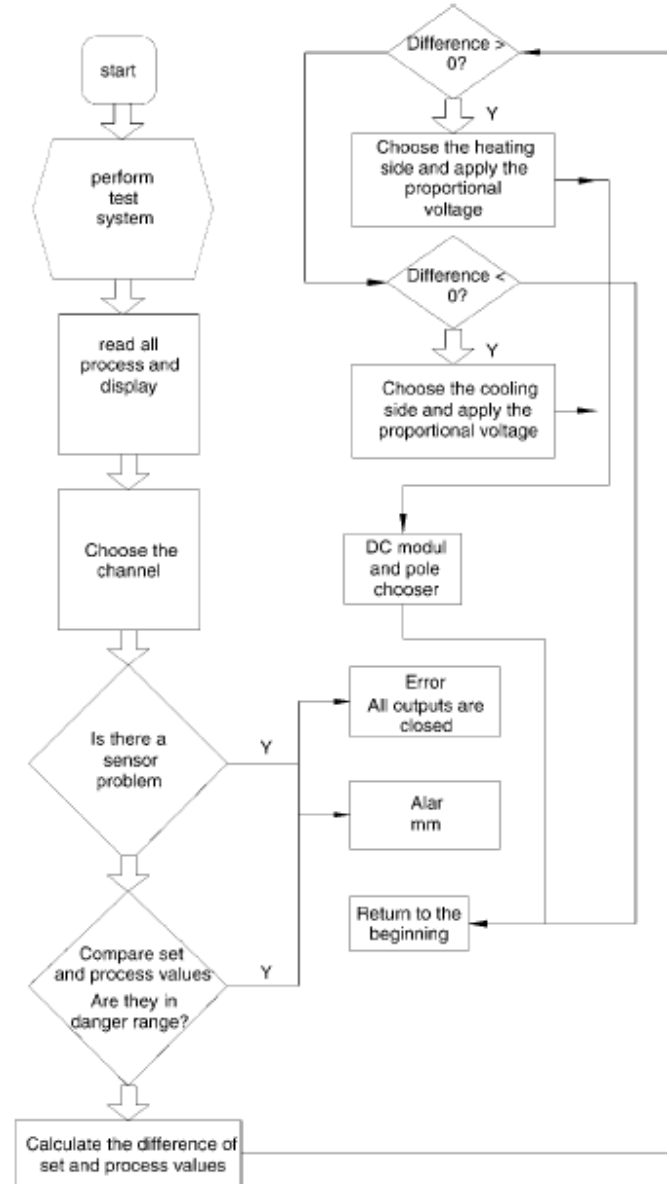 start
perform
test
system
read all
process and
display
Choose the
channel
Is there a
sensor
problem
Y
Compare set
and process values
Are they in
danger range?
Y
Calculate the difference of
set and process values
Difference >
0?
Y
Choose the heating
side and apply the
proportional
voltage
Difference <
0?
Y
Choose the cooling
side and apply the
proportional voltage
DC modul
and pole
chooser
Error
All outputs are
closed
Alar
mm
Return to the
beginning